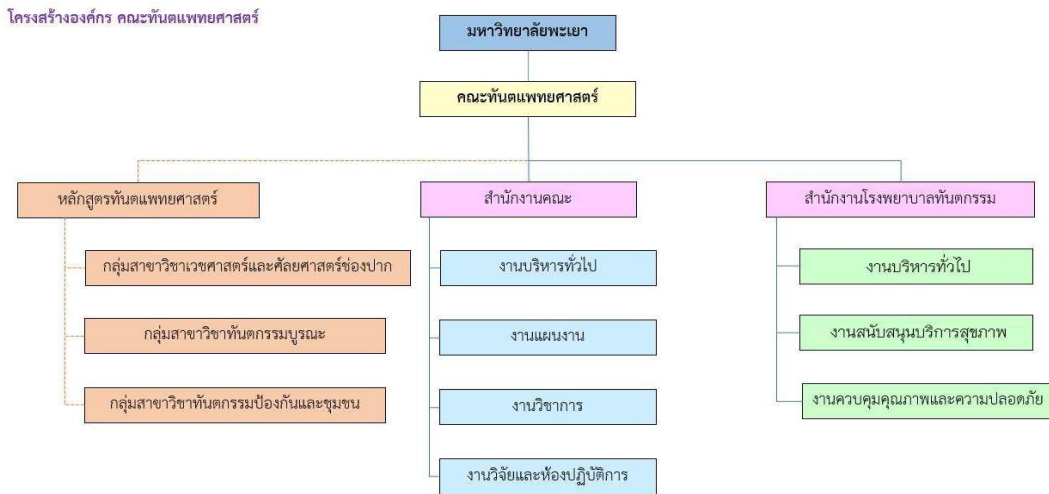 โครงสร้างองค์กร คณะทันตแพทยศาสตร์
มหาวิทยาลัยพะเยา
คณะทันตแพทยศาสตร์
หลักสูตรทันตแพทยศาสตร์
กลุ่มสาขาวิชาเวชศาสตร์และศัลยศาสตร์ช่องปาก
กลุ่มสาขาวิชาทันตกรรมบูรณะ
กลุ่มสาขาวิชาทันตกรรมป้องกันและชุมชน
สำนักงานคณะ
งานบริหารทั่วไป
งานแผนงาน
งานวิชาการ
งานวิจัยและห้องปฏิบัติการ
สำนักงานโรงพยาบาลทันตกรรม
งานบริหารทั่วไป
งานสนับสนุนบริการสุขภาพ
งานควบคุมคุณภาพและความปลอดภัย